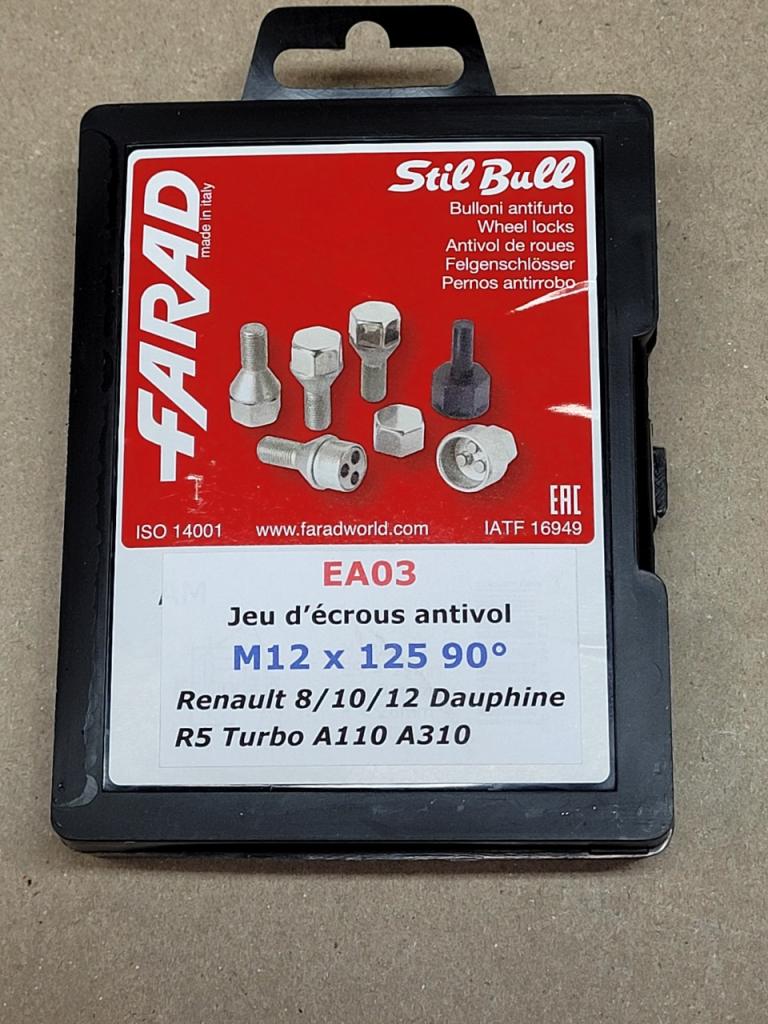 FARAD
made in italy
Stil Bull
Bulloni antifurto
Wheel locks
Antivol de roues
Felgenschlösser
Pernos antirrobo
EAC
ISO 14001 www.faradworld.com IATF 16949
EA03
Jeu d'écrous antivol
M12 x 125 90°
Renault 8/10/12 Dauphine
R5 Turbo A110 A310